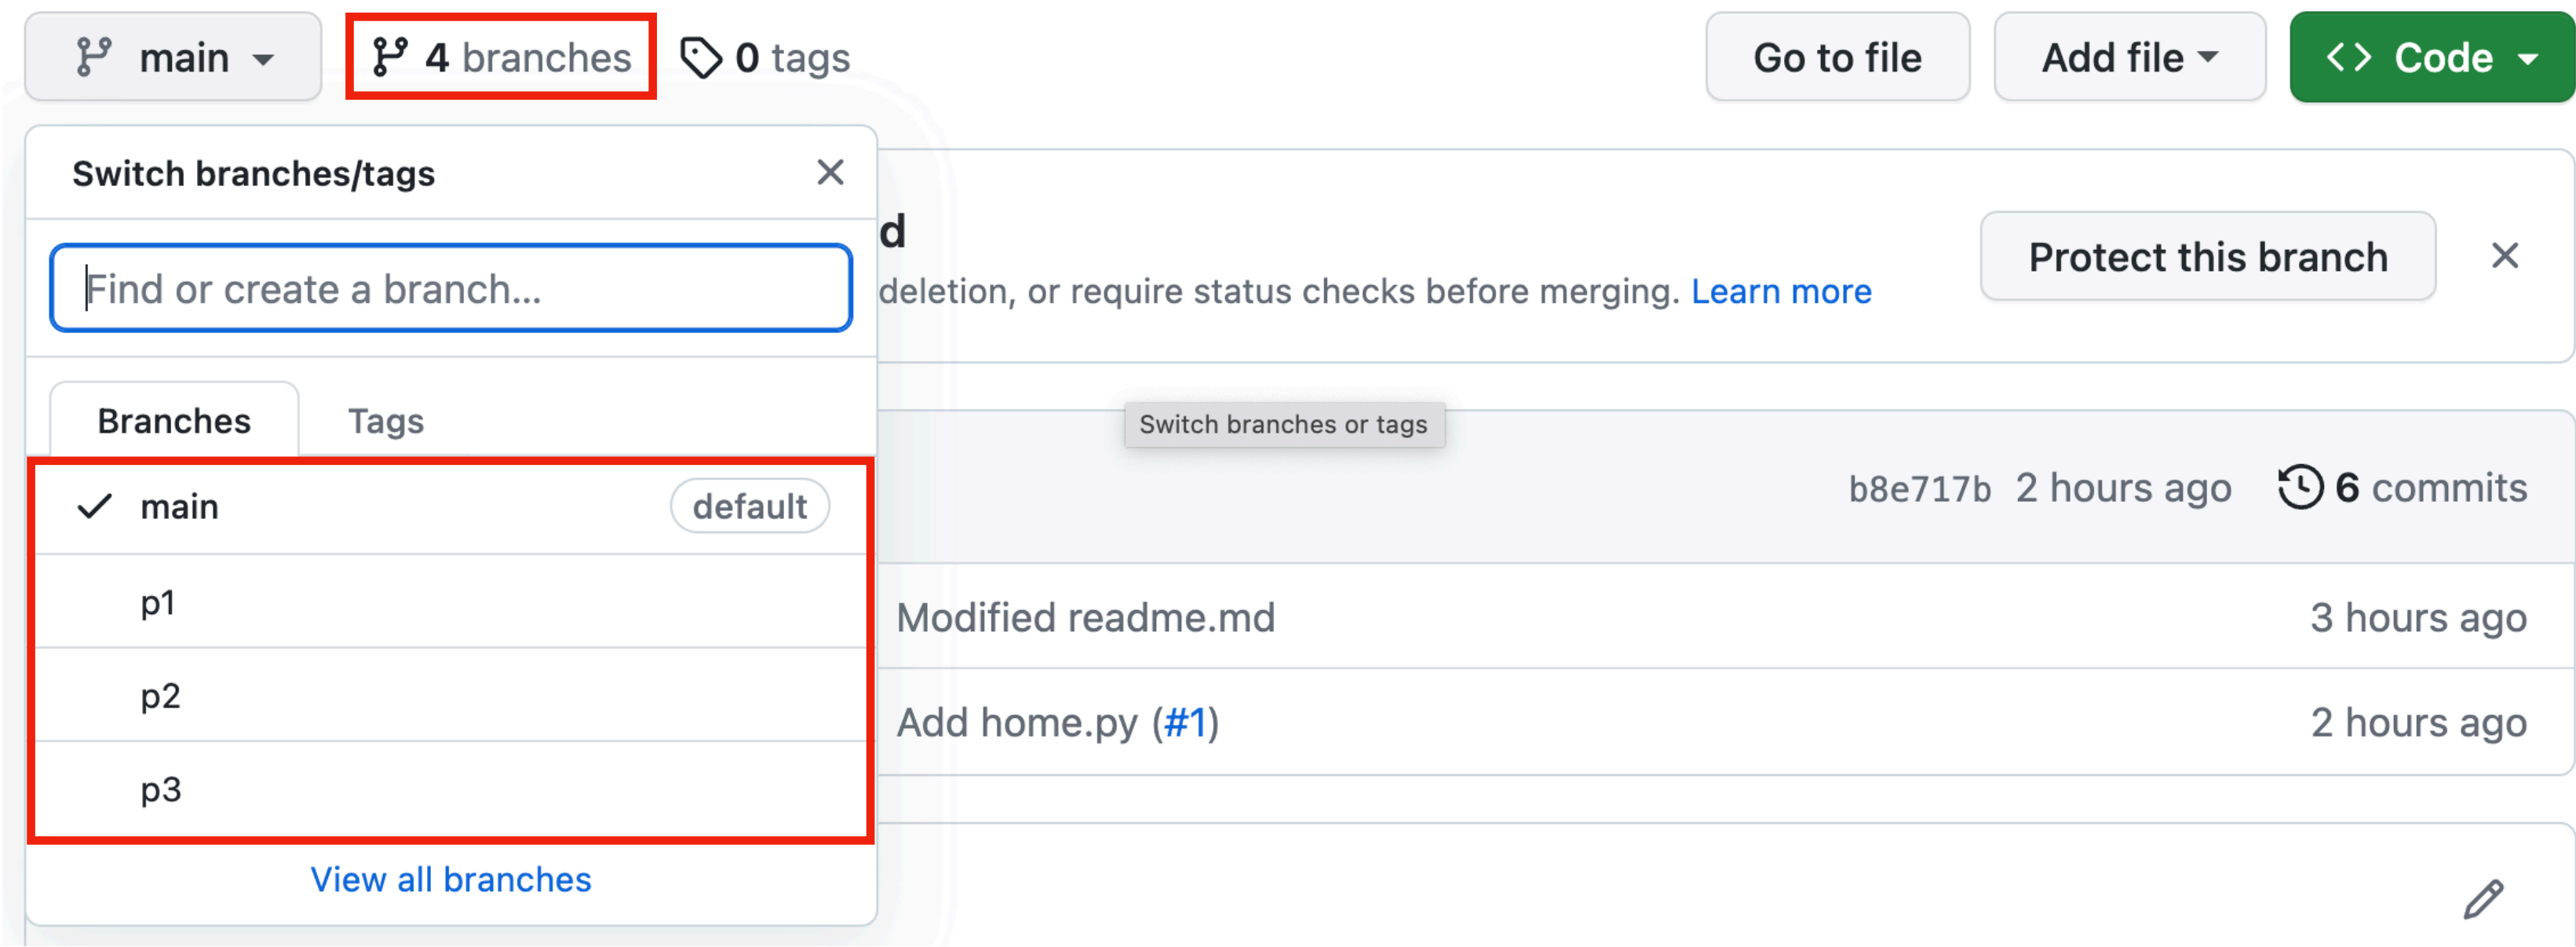 main 4 branches 0 tags Go to file Add file Code
Switch branches/tags
d
Protect this branch
Find or create a branch...
deletion, or require status checks before merging. Learn more
Branches Tags
Switch branches or tags
b8e717b 2 hours ago 6 commits
main default
p1
Modified readme.md 3 hours ago
p2
Add home.py (#1) 2 hours ago
p3
View all branches